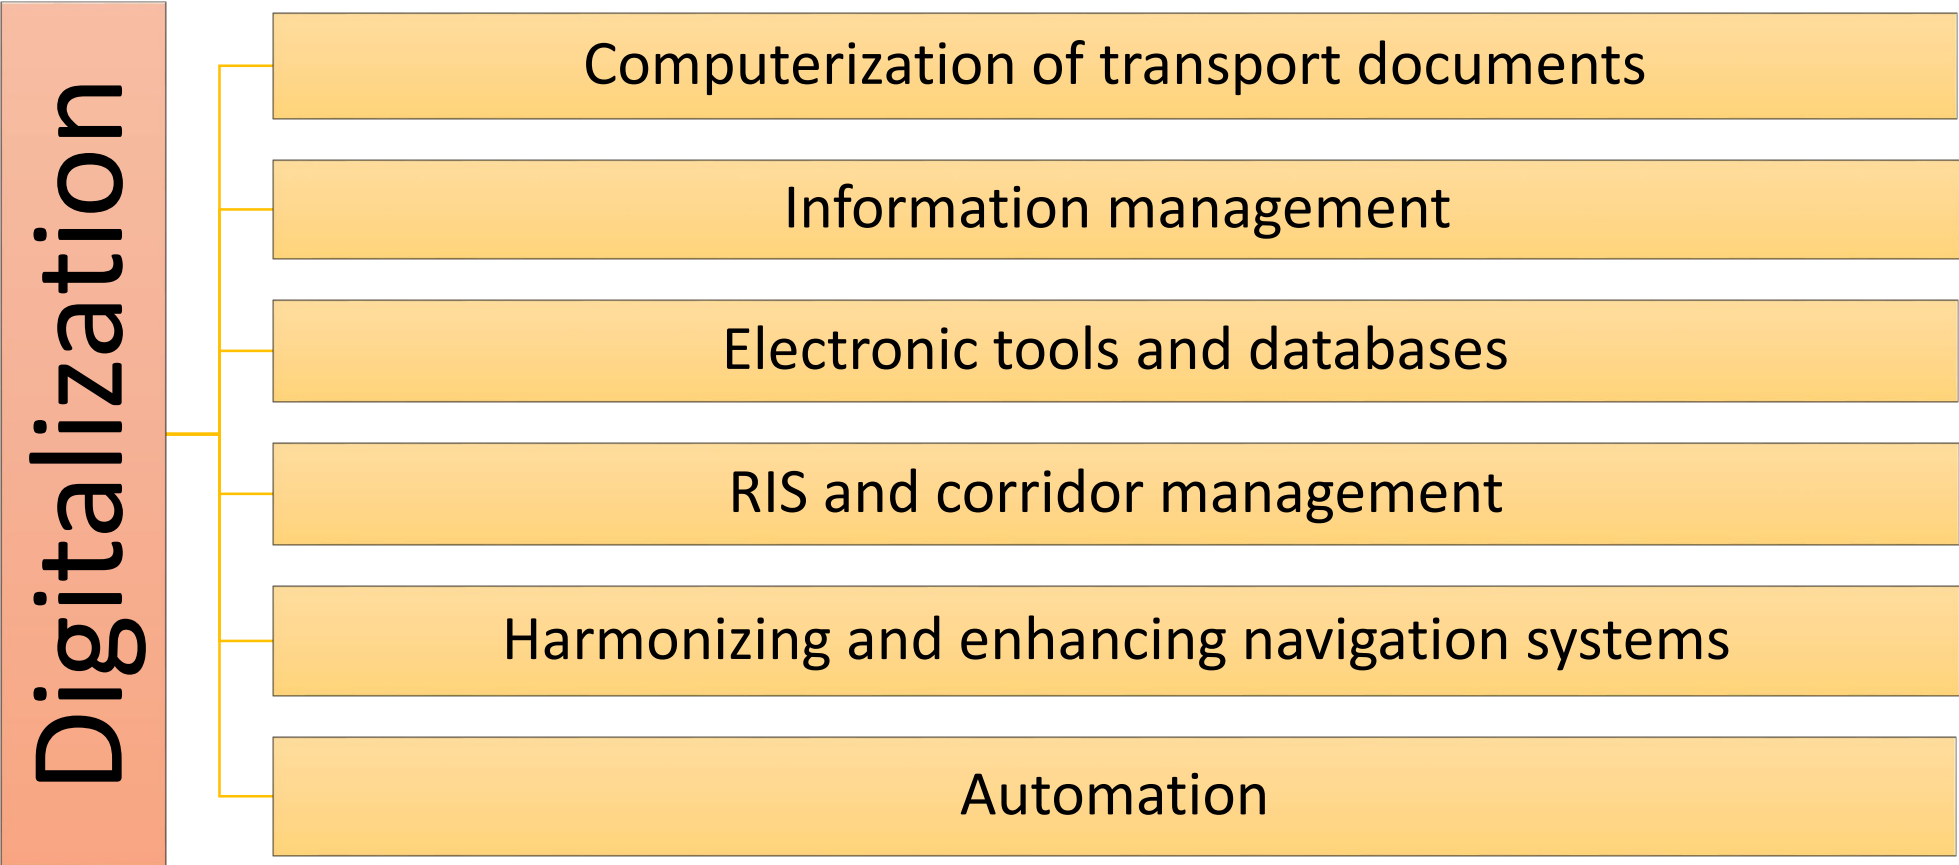 Digitalization
Computerization of transport documents
Information management
Electronic tools and databases
RIS and corridor management
Harmonizing and enhancing navigation systems
Automation